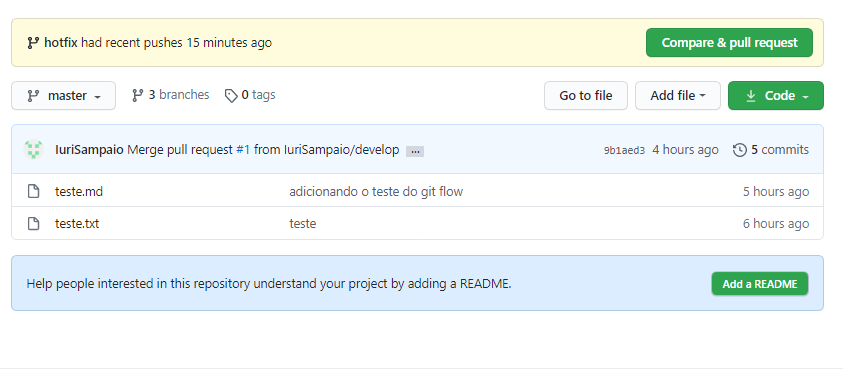 hotfix had recent pushes 15 minutes ago
Compare & pull request
master
3 branches
0 tags
Go to file
Add file
Code
IuriSampaio Merge pull request #1 from IuriSampaio/develop ...
9b1aed3 4 hours ago
5 commits
teste.md adicionando o teste do git flow 5 hours ago
teste.txt teste 6 hours ago
Help people interested in this repository understand your project by adding a README.
Add a README